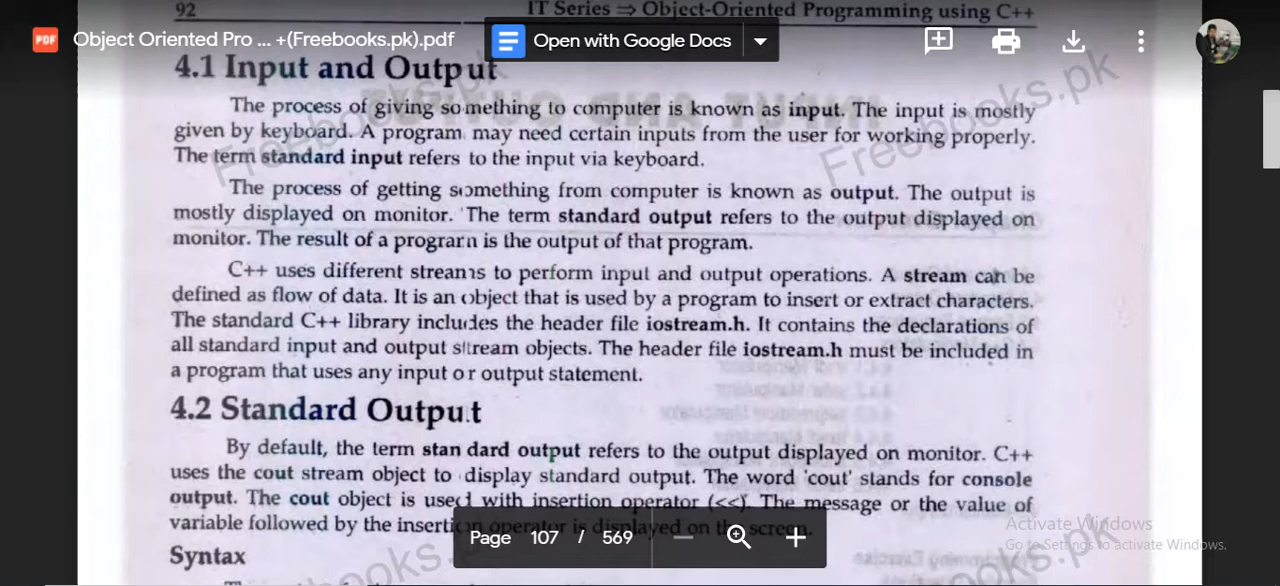 92
IT Series ⇒ Object-Oriented Programming using C++
PDF
Object Oriented Pro ... +(Freebooks.pk).pdf
Open with Google Docs
4.1 Input and Output
The process of giving something to computer is known as input. The input is mostly
given by keyboard. A program may need certain inputs from the user for working properly.
The term standard input refers to the input via keyboard.
The process of getting something from computer is known as output. The output is
mostly displayed on monitor. The term standard output refers to the output displayed on
monitor. The result of a program is the output of that program.
C++ uses different streams to perform input and output operations. A stream can be
defined as flow of data. It is an object that is used by a program to insert or extract characters.
The standard C++ library includes the header file iostream.h. It contains the declarations of
all standard input and output stream objects. The header file iostream.h must be included in
a program that uses any input or output statement.
4.2 Standard Output
By default, the term standard output refers to the output displayed on monitor. C++
uses the cout stream object to display standard output. The word 'cout' stands for console
output. The cout object is used with insertion operator (<<). The message or the value of
variable followed by the insertion operator is displayed on the screen.
Syntax
Page 107 / 569
Activate Windows
Go to Settings to activate Windows.
Freebooks.pk
Freebooks.pk